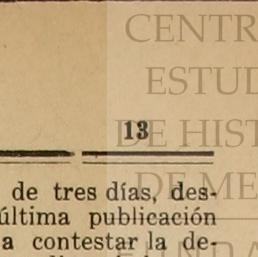 CENTR
ESTUD
13
DE HIST
DE ME
de tres días, des-
última publicación
a contestar la de-